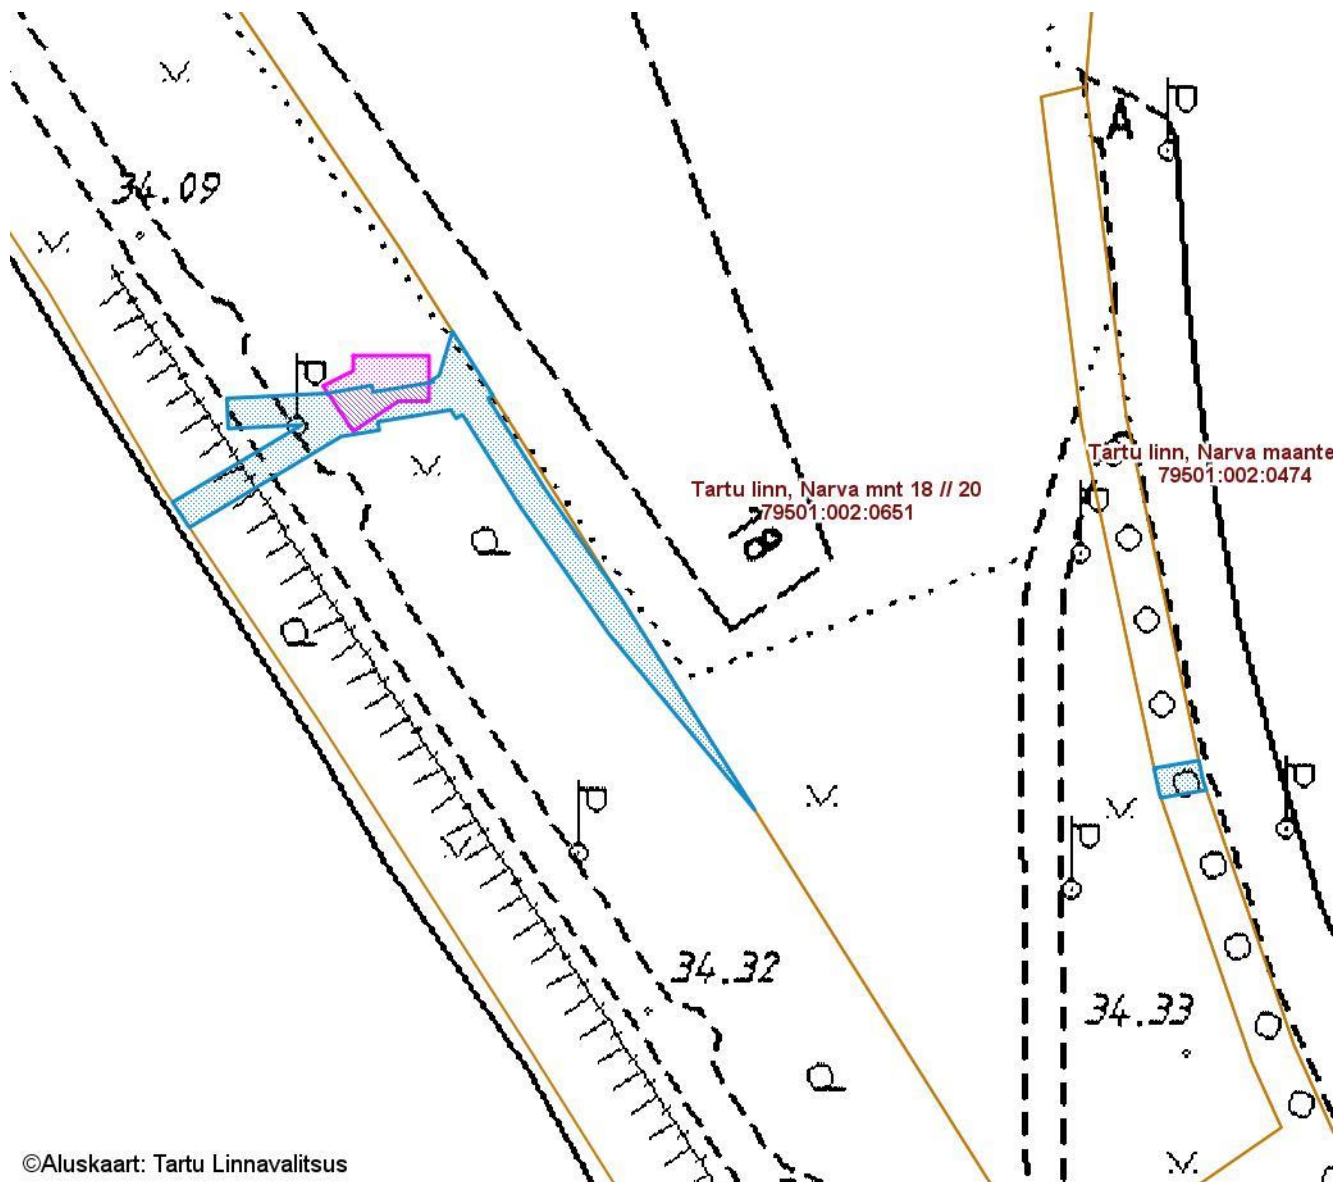 A
34.09
Tartu linn, Narva maante
79501:002:0474
Tartu linn, Narva mnt 18 // 20
79501:002:0651
18
34.32
34.33
©Aluskaart: Tartu Linnavalitsus